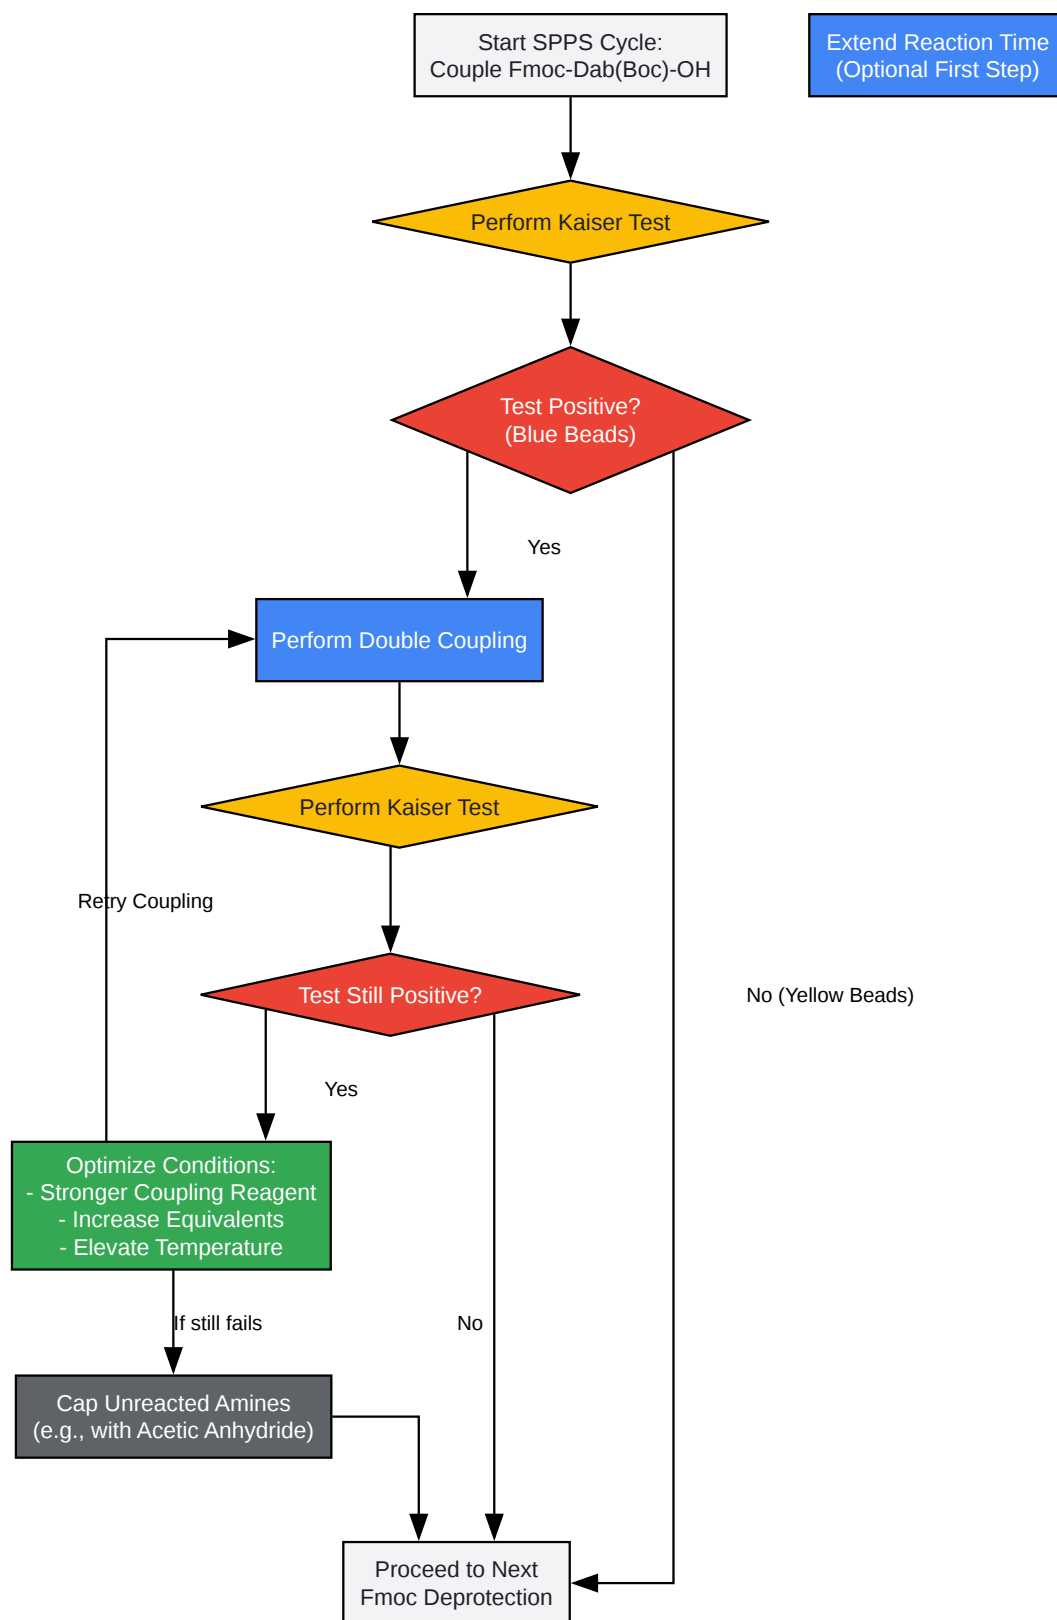 Start SPPS Cycle:
Couple Fmoc-Dab(Boc)-OH
Extend Reaction Time
(Optional First Step)
Perform Kaiser Test
Test Positive?
(Blue Beads)
Yes
Perform Double Coupling
Perform Kaiser Test
Retry Coupling
Test Still Positive?
No (Yellow Beads)
Yes
Optimize Conditions:
- Stronger Coupling Reagent
- Increase Equivalents
- Elevate Temperature
If still fails
No
Cap Unreacted Amines
(e.g., with Acetic Anhydride)
Proceed to Next
Fmoc Deprotection